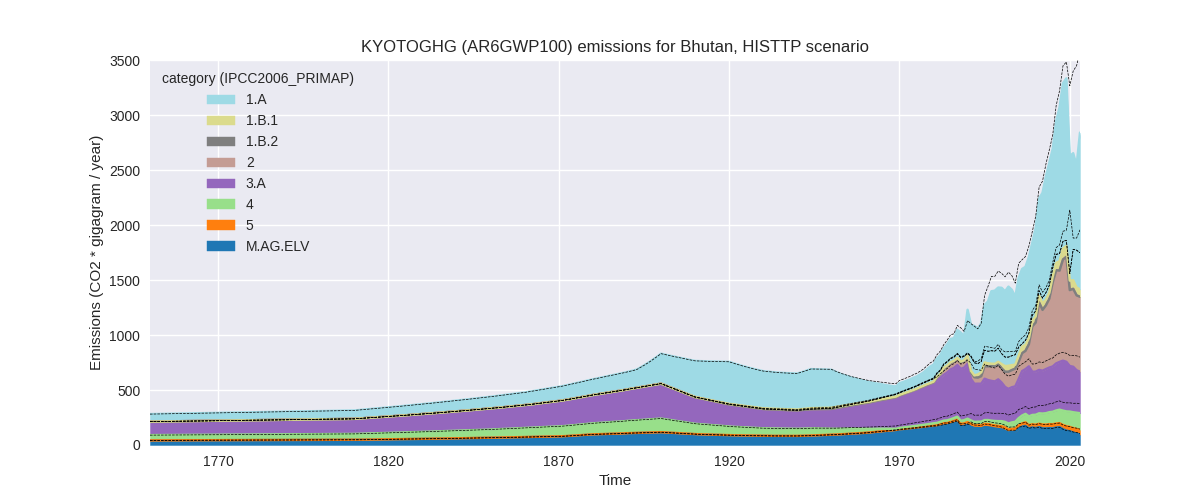 KYOTOGHG (AR6GWP100) emissions for Bhutan, HISTTP scenario
Emissions (CO2 * gigagram / year)
3500
3000
2500
2000
1500
1000
500
0
category (IPCC2006_PRIMAP)
1.A
1.B.1
1.B.2
2
3.A
4
5
M.AG.ELV
1770
1820
1870
1920
1970
2020
Time